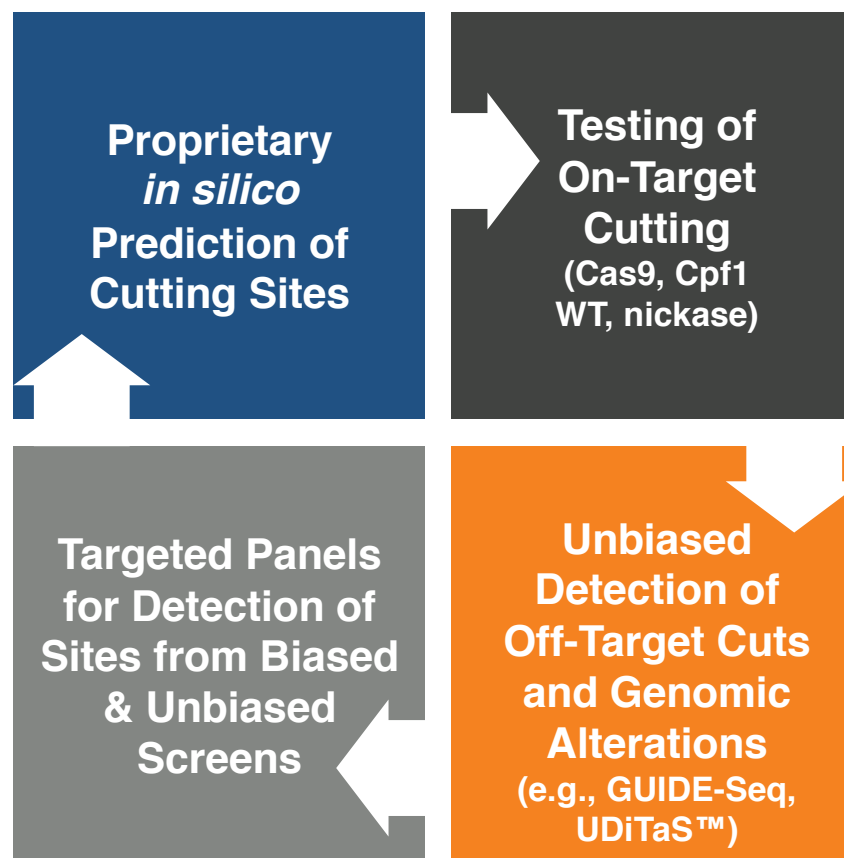 Proprietary
in silico
Prediction of
Cutting Sites
Testing of
On-Target
Cutting
(Cas9, Cpf1
WT, nickase)
Targeted Panels
for Detection of
Sites from Biased
& Unbiased
Screens
Unbiased
Detection of
Off-Target Cuts
and Genomic
Alterations
(e.g., GUIDE-Seq,
UDiTaS™)